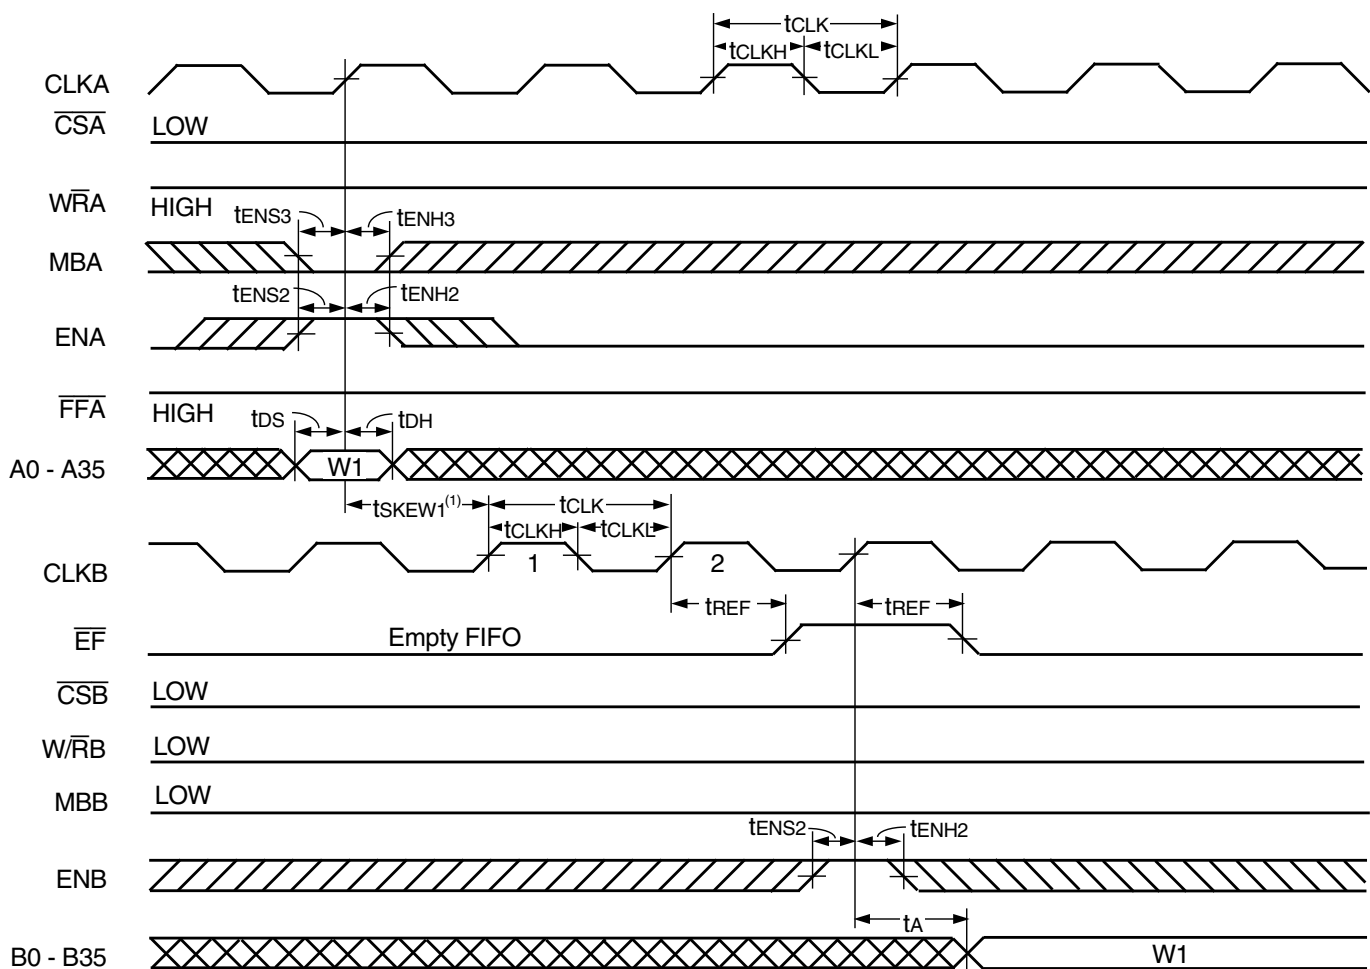 tCLK
tCLKH tCLKL
CLKA
CSA LOW
WRA HIGH
tENS3 tENH3
MBA
tENS2 tENH2
ENA
FFA HIGH
tDS tDH
A0 - A35 W1
tSKEW1(1) tCLK
tCLKH tCLKL
CLKB 1 2
tREF tREF
EF Empty FIFO
CSB LOW
W/RB LOW
MBB LOW
tENS2 tENH2
ENB
tA
B0 - B35 W1